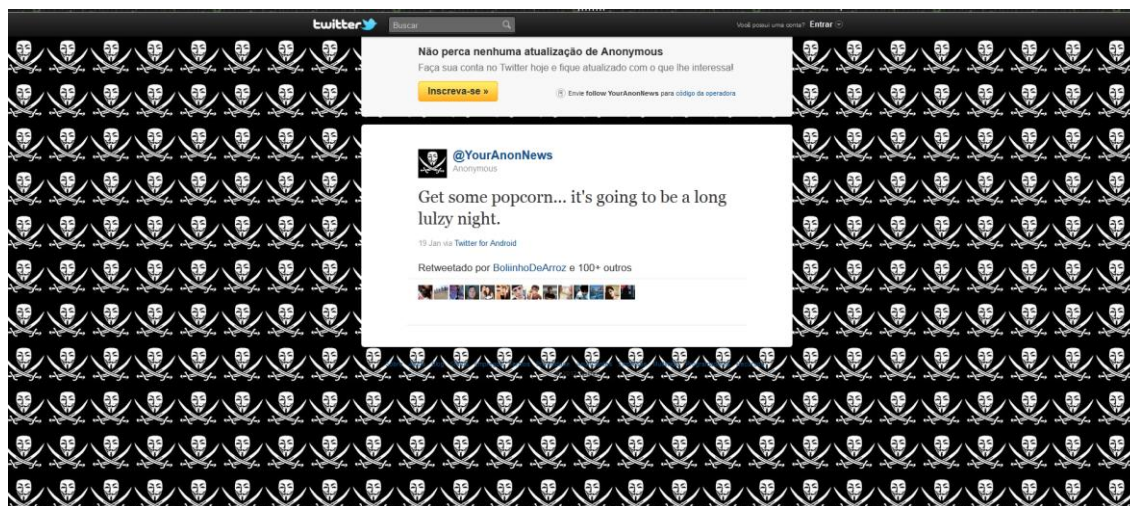 twitter
Buscar
Você possui uma conta? Entrar
Não perca nenhuma atualização de Anonymous
Faça sua conta no Twitter hoje e fique atualizado com o que lhe interessa!
Inscreva-se »
Envie follow YourAnonNews para código da operadora
@YourAnonNews
Anonymous
Get some popcorn... it's going to be a long
lulzy night.
19 Jan via Twitter for Android
Retweetado por BoliinhoDeArroz e 100+ outros